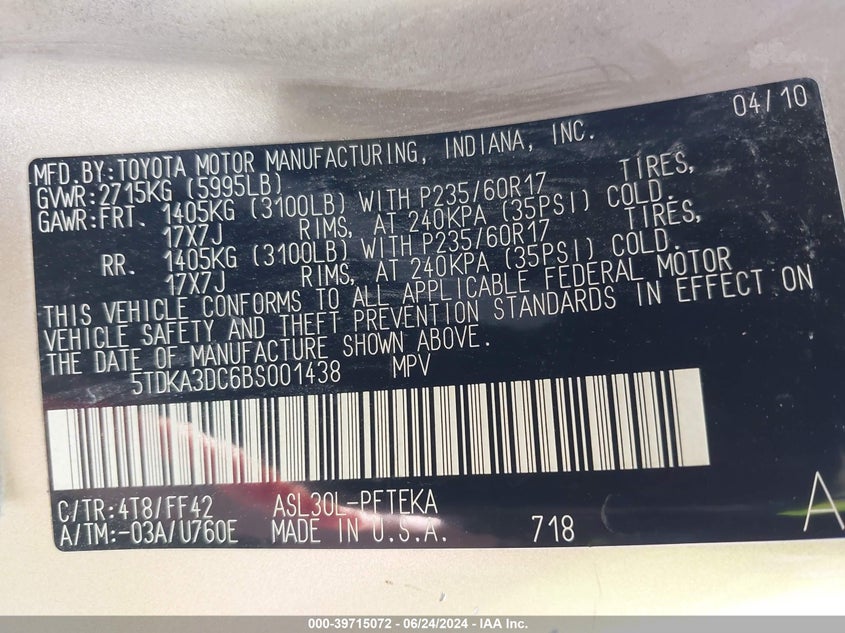 04/10
MFD.BY:TOYOTA MOTOR MANUFACTURING, INDIANA, INC.
GVWR:2715KG (5995LB)
GAWR:FRT. 1405KG (3100LB) WITH P235/60R17 TIRES,
17X7J RIMS, AT 240KPA (35PSI) COLD.
RR. 1405KG (3100LB) WITH P235/60R17 TIRES,
17X7J RIMS, AT 240KPA (35PSI) COLD.
THIS VEHICLE CONFORMS TO ALL APPLICABLE FEDERAL MOTOR
VEHICLE SAFETY AND THEFT PREVENTION STANDARDS IN EFFECT ON
THE DATE OF MANUFACTURE SHOWN ABOVE.
5TDKA3DC6BS001438 MPV
C/TR:4T8/FF42 ASL30L-PFTEKA
A/TM:-03A/U760E MADE IN U.S.A. 718 A
000-39715072 - 06/24/2024 - IAA Inc.